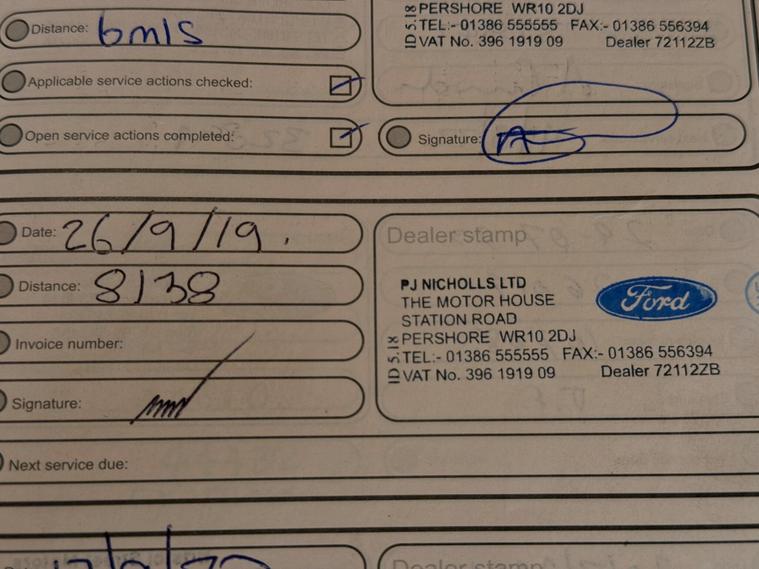 Distance: 6mls
PERSHORE WR10 2DJ
TEL:- 01386 555555 FAX:- 01386 556394
VAT No. 396 1919 09 Dealer 72112ZB
Applicable service actions checked:
Open service actions completed:
Signature:
Date: 26/9/19.
Dealer stamp
Distance: 8138
PJ NICHOLLS LTD
THE MOTOR HOUSE
STATION ROAD
PERSHORE WR10 2DJ
TEL:- 01386 555555 FAX:- 01386 556394
VAT No. 396 1919 09 Dealer 72112ZB
Ford
Invoice number:
Signature:
Next service due:
Dealer stamp